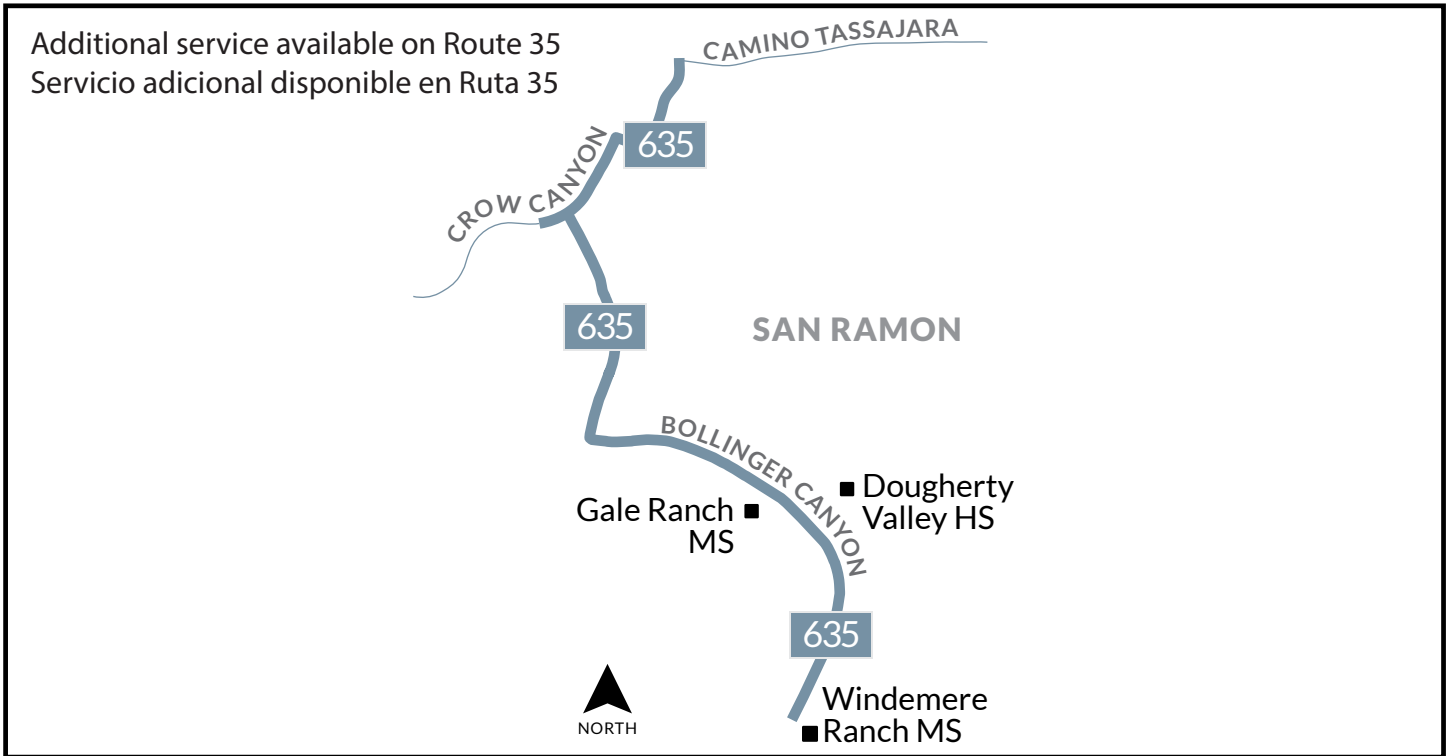 Additional service available on Route 35
Servicio adicional disponible en Ruta 35
CAMINO TASSAJARA
635
CROW CANYON
635
SAN RAMON
BOLLINGER CANYON
Dougherty
Valley HS
Gale Ranch
MS
635
Windemere
Ranch MS
NORTH